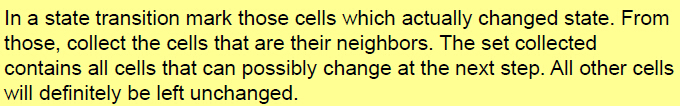 In a state transition mark those cells which actually changed state. From
those, collect the cells that are their neighbors. The set collected
contains all cells that can possibly change at the next step. All other cells
will definitely be left unchanged.